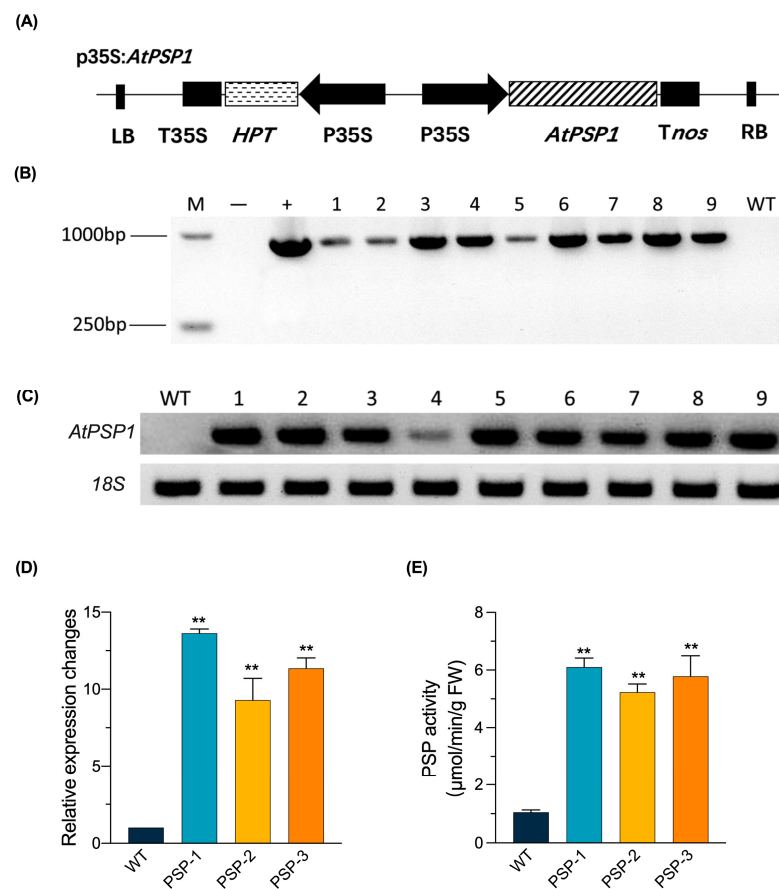 (A)
p35S:AtPSP1
LB T35S HPT P35S P35S AtPSP1 Tnos RB
(B)
M — + 1 2 3 4 5 6 7 8 9 WT
1000bp
250bp
(C)
WT 1 2 3 4 5 6 7 8 9
AtPSP1
18S
(D)
Relative expression changes
15
10
5
0
** ** **
WT PSP-1 PSP-2 PSP-3
(E)
PSP activity
(μmol/min/g FW)
8
6
4
2
0
** ** **
WT PSP-1 PSP-2 PSP-3